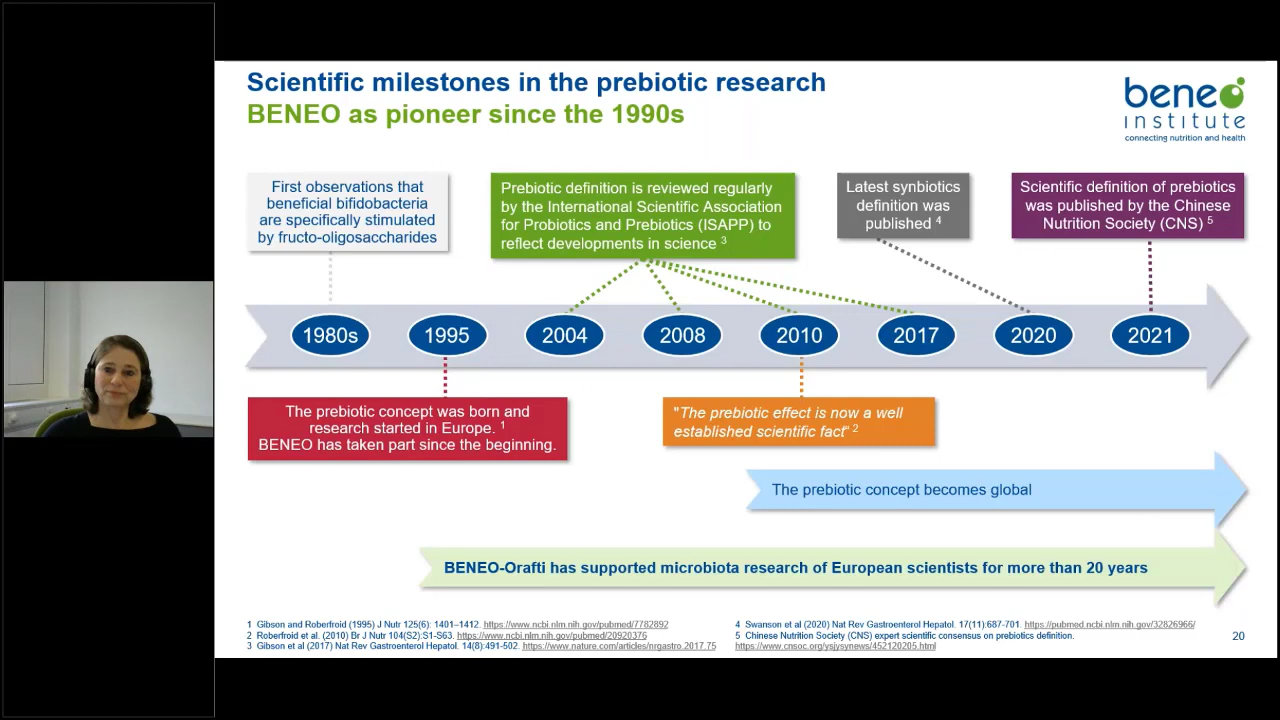 Scientific milestones in the prebiotic research
BENEO as pioneer since the 1990s
beneo
institute
connecting nutrition and health
First observations that
beneficial bifidobacteria
are specifically stimulated
by fructo-oligosaccharides
Prebiotic definition is reviewed regularly
by the International Scientific Association
for Probiotics and Prebiotics (ISAPP) to
reflect developments in science 3
Latest synbiotics
definition was
published 4
Scientific definition of prebiotics
was published by the Chinese
Nutrition Society (CNS) 5
1980s
1995
2004
2008
2010
2017
2020
2021
The prebiotic concept was born and
research started in Europe. 1
BENEO has taken part since the beginning.
"The prebiotic effect is now a well
established scientific fact" 2
The prebiotic concept becomes global
BENEO-Orafti has supported microbiota research of European scientists for more than 20 years
1 Gibson and Roberfroid (1995) J Nutr 125(6): 1401–1412. https://www.ncbi.nlm.nih.gov/pubmed/7782892
2 Roberfroid et al. (2010) Br J Nutr 104(S2):S1-S63. https://www.ncbi.nlm.nih.gov/pubmed/20920376
3 Gibson et al (2017) Nat Rev Gastroenterol Hepatol. 14(8):491-502. https://www.nature.com/articles/nrgastro.2017.75
4 Swanson et al (2020) Nat Rev Gastroenterol Hepatol. 17(11):687-701. https://pubmed.ncbi.nlm.nih.gov/32826966/
5 Chinese Nutrition Society (CNS) expert scientific consensus on prebiotics definition.
https://www.cnsoc.org/ysjysynews/452120205.html
20